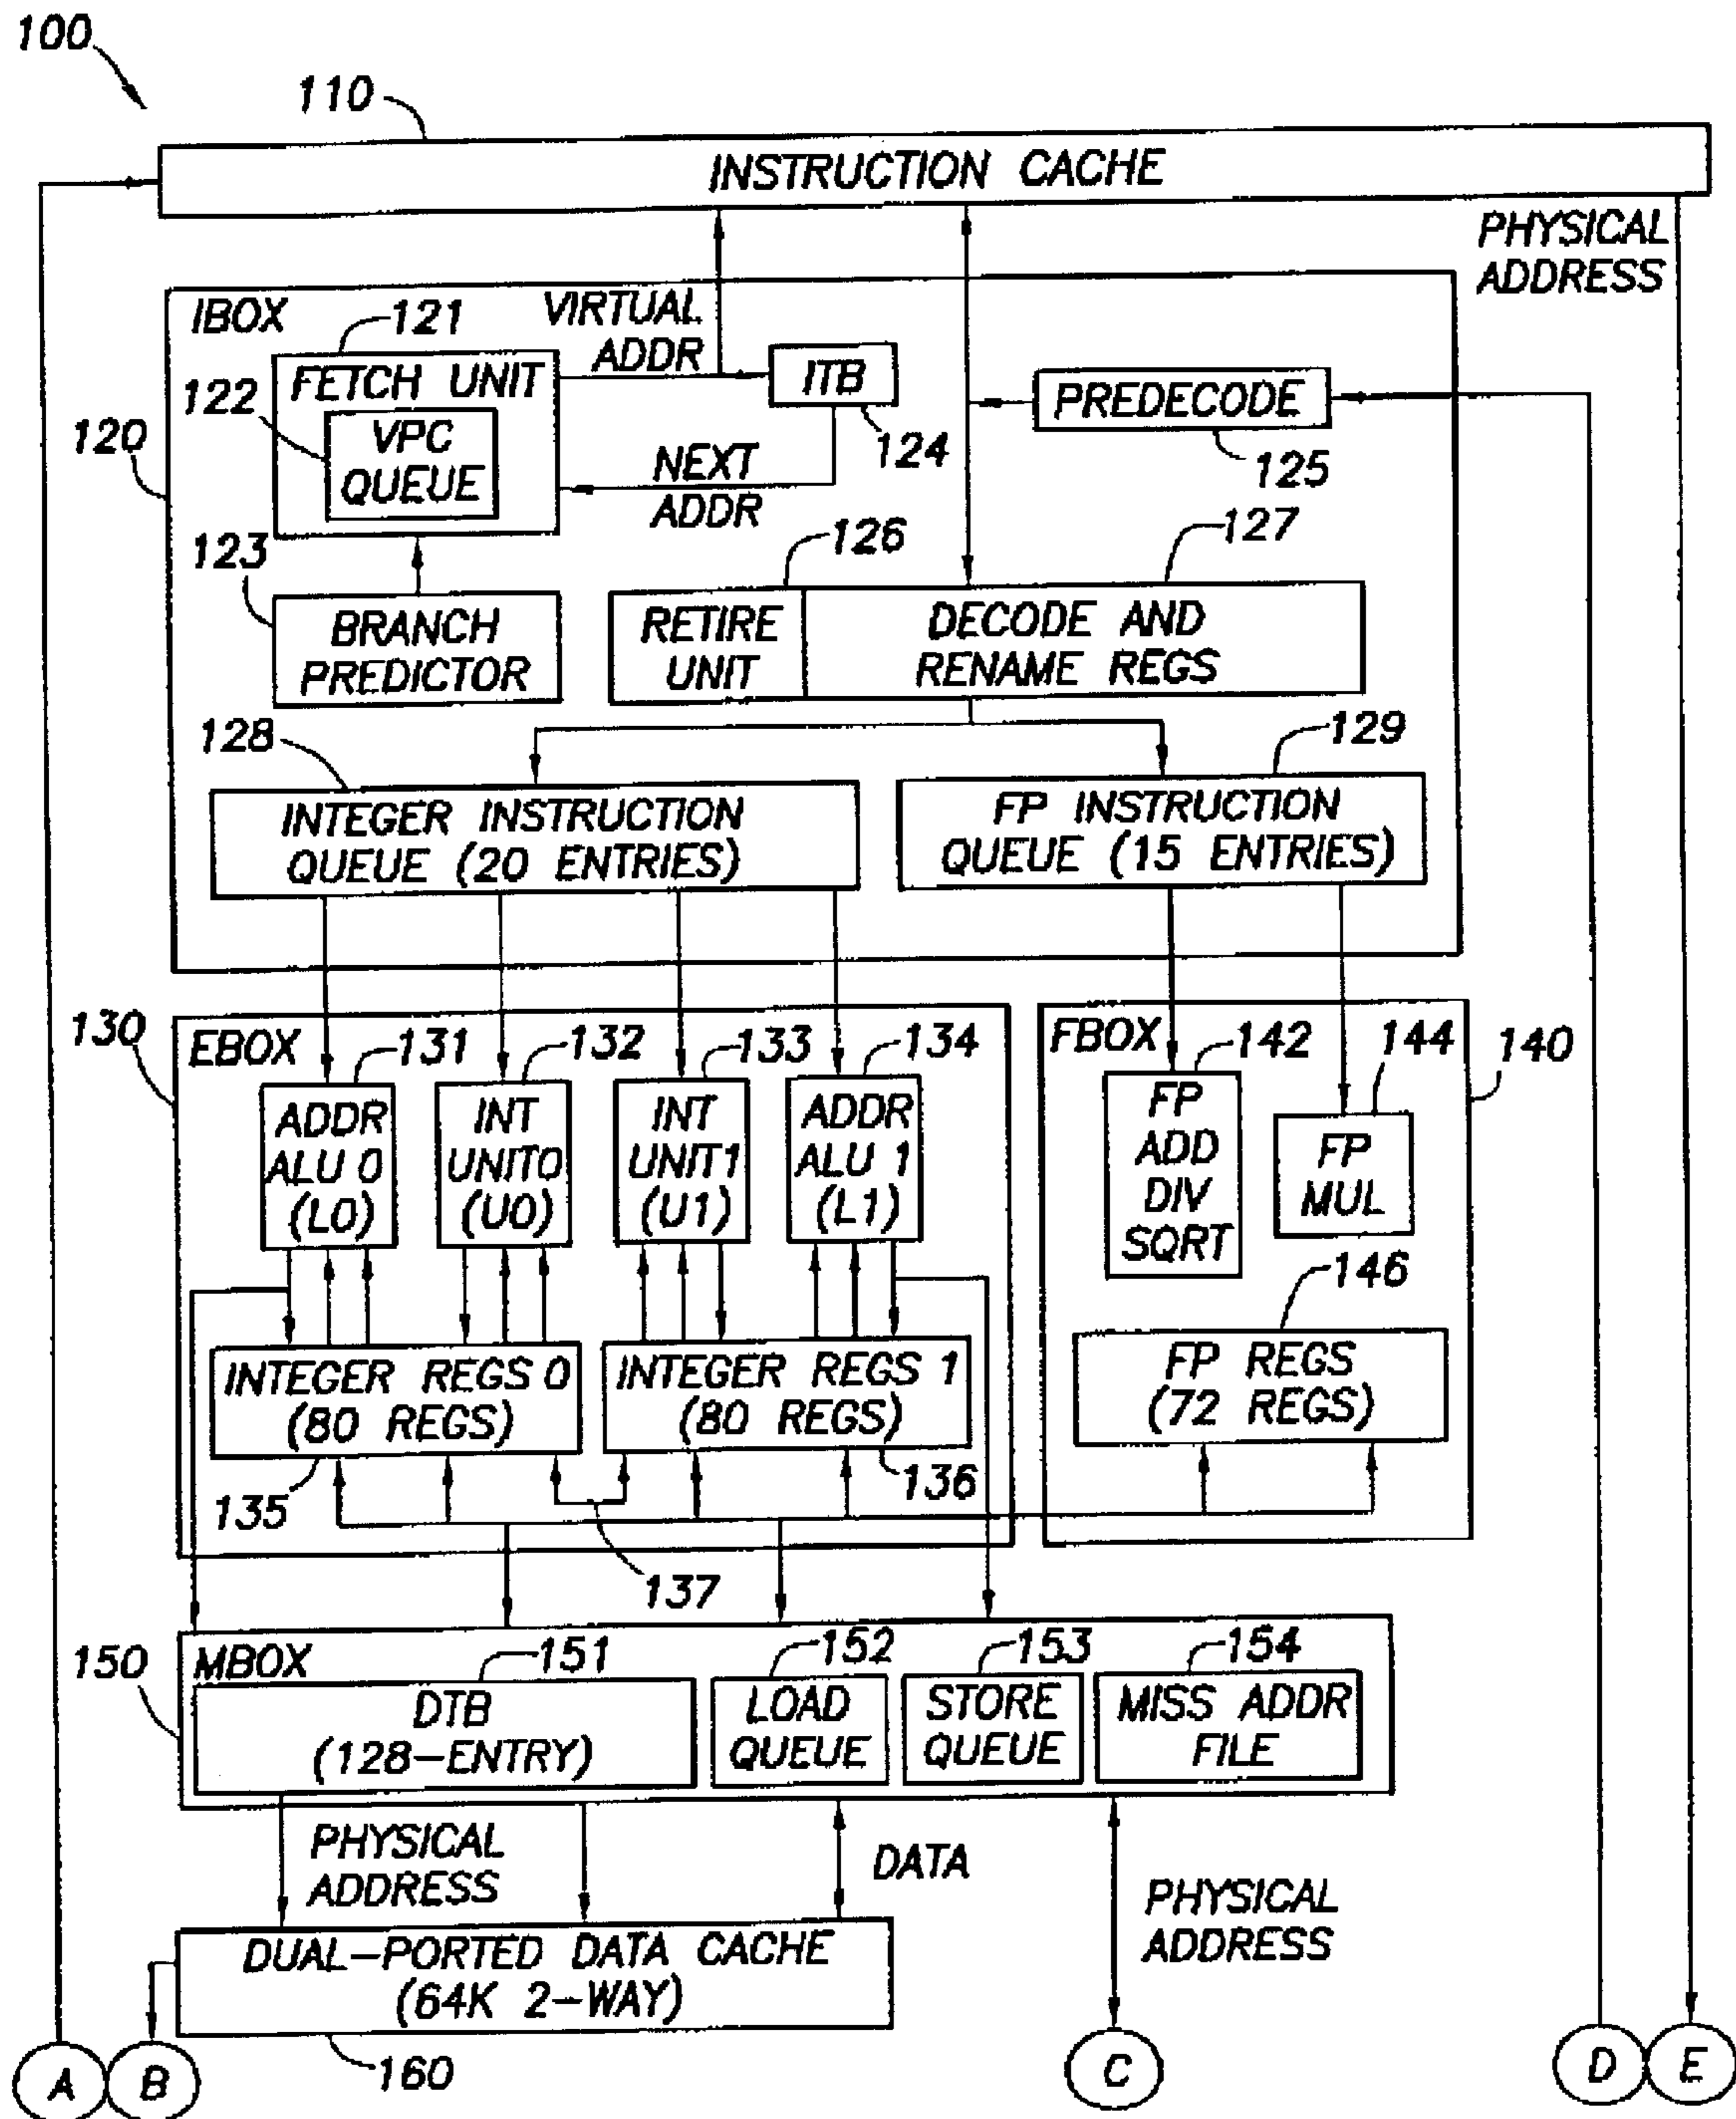 100
110
INSTRUCTION CACHE
PHYSICAL
ADDRESS
IBOX
121
VIRTUAL
ADDR
FETCH UNIT
ITB
122
VPC
QUEUE
PREDECODE
120
124
NEXT
ADDR
125
126
127
123
BRANCH
PREDICTOR
RETIRE
UNIT
DECODE AND
RENAME REGS
128
129
INTEGER INSTRUCTION
QUEUE (20 ENTRIES)
FP INSTRUCTION
QUEUE (15 ENTRIES)
130
EBOX
131
132
133
134
FBOX
142
144
140
ADDR
ALU 0
(L0)
INT
UNIT0
(U0)
INT
UNIT1
(U1)
ADDR
ALU 1
(L1)
FP
ADD
DIV
SQRT
FP
MUL
146
INTEGER REGS 0
(80 REGS)
INTEGER REGS 1
(80 REGS)
FP REGS
(72 REGS)
135
136
137
150
MBOX
151
152
153
154
DTB
(128-ENTRY)
LOAD
QUEUE
STORE
QUEUE
MISS ADDR
FILE
PHYSICAL
ADDRESS
DATA
PHYSICAL
ADDRESS
DUAL-PORTED DATA CACHE
(64K 2-WAY)
160
A
B
C
D
E